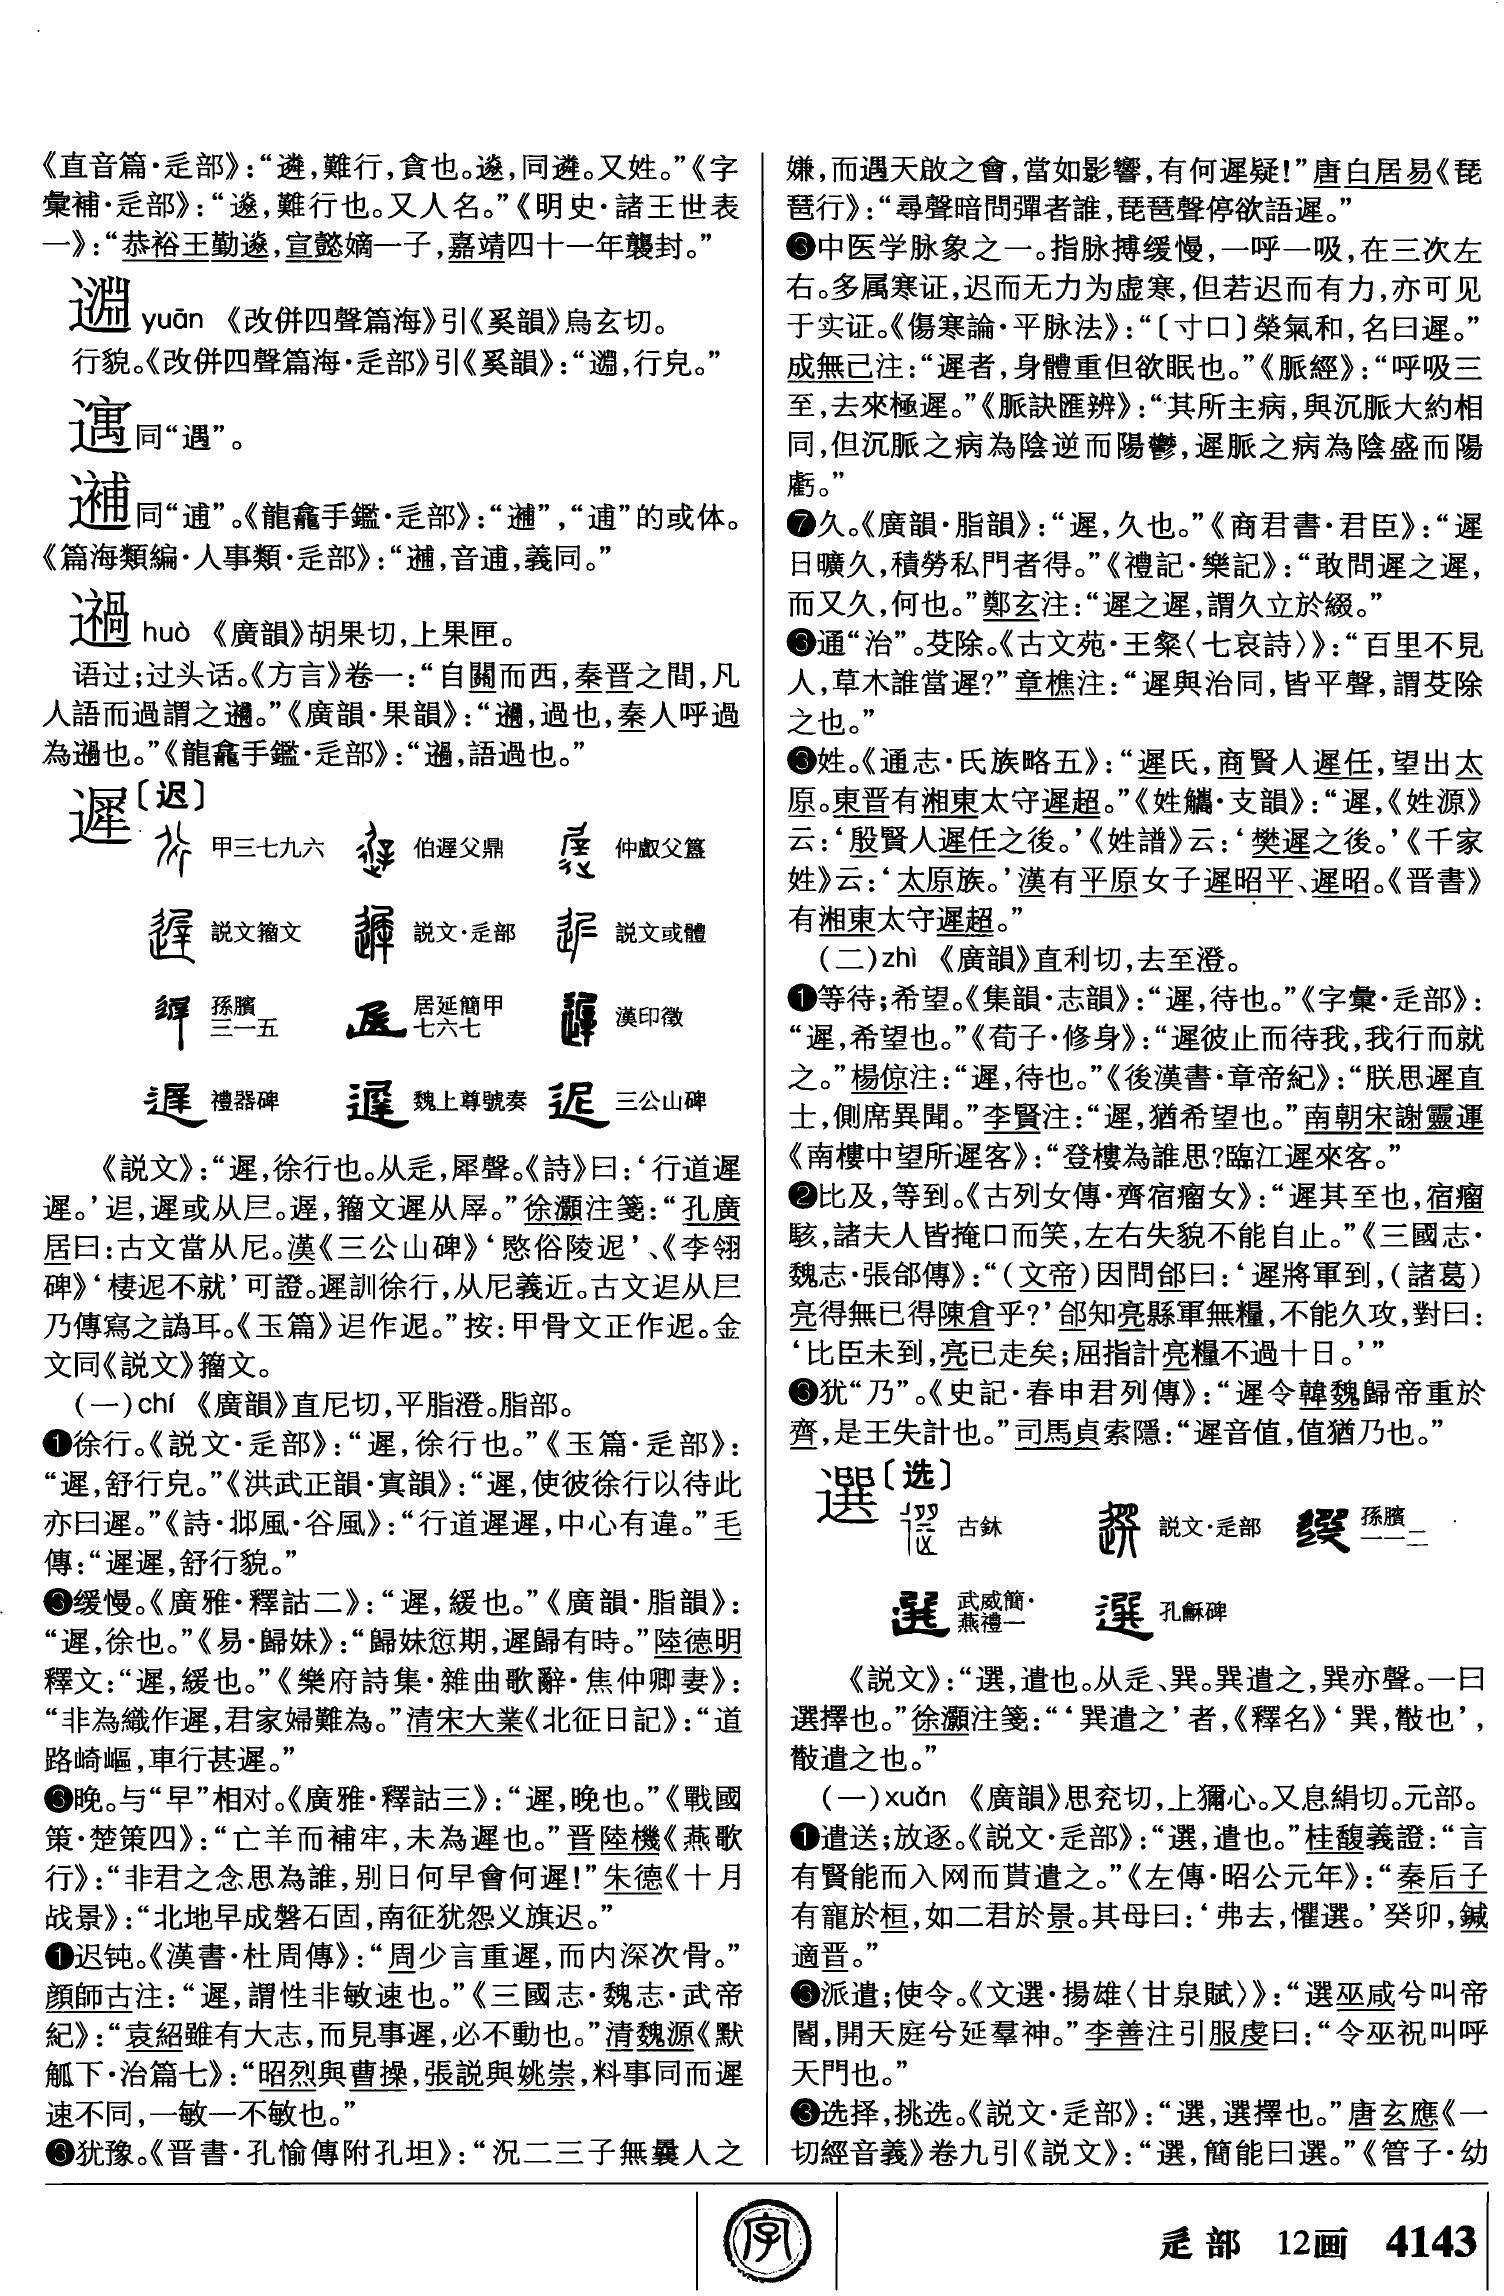 《直音篇·辵部》：“遴，難行，貪也。遴，同遴。又姓。”《字
彙補·辵部》：“，難行也。又人名。”《明史·諸王世表
一》：“恭裕王勤，宣懿嫡一子，嘉靖四十一年襲封。”
yuān 《改併四聲篇海》引《奚韻》烏玄切。
行貌。《改併四聲篇海·辵部》引《奚韻》：“，行皃。”
同“遇”。
同“逋”。《龍龕手鑑·辵部》：“”，“逋”的或体。
《篇海類編·人事類·辵部》：“，音逋，義同。”
huò 《廣韻》胡果切，上果匣。
语过；过头话。《方言》卷一：“自關而西，秦晋之間，凡
人語而過謂之。”《廣韻·果韻》：“，過也，秦人呼過
為也。”《龍龕手鑑·辵部》：“，語過也。”
遲〔迟〕
甲三七九六 伯遲父鼎 仲䖒父簋
説文籀文 説文·辵部 説文或體
孫臏三一五 居延簡甲七六七 漢印徵
禮器碑 魏上尊號奏 三公山碑
《説文》：“遲，徐行也。从辵，犀聲。《詩》曰：‘行道遲
遲。’，遲或从𡰥。，籀文遲从屖。”徐灝注箋：“孔廣
居曰：古文當从尼。漢《三公山碑》‘愍俗陵迡’、《李翎
碑》‘棲迡不就’可證。遲訓徐行，从尼義近。古文从𡰥
乃傳寫之譌耳。《玉篇》作迡。”按：甲骨文正作迡。金
文同《説文》籀文。
（一）chí 《廣韻》直尼切，平脂澄。脂部。
❶徐行。《説文·辵部》：“遲，徐行也。”《玉篇·辵部》：
“遲，舒行皃。”《洪武正韻·寘韻》：“遲，使彼徐行以待此
亦曰遲。”《詩·邶風·谷風》：“行道遲遲，中心有違。”毛
傳：“遲遲，舒行貌。”
❸缓慢。《廣雅·釋詁二》：“遲，緩也。”《廣韻·脂韻》：
“遲，徐也。”《易·歸妹》：“歸妹愆期，遲歸有時。”陸德明
釋文：“遲，緩也。”《樂府詩集·雜曲歌辭·焦仲卿妻》：
“非為織作遲，君家婦難為。”清宋大業《北征日記》：“道
路崎嶇，車行甚遲。”
❸晚。与“早”相对。《廣雅·釋詁三》：“遲，晚也。”《戰國
策·楚策四》：“亡羊而補牢，未為遲也。”晋陸機《燕歌
行》：“非君之念思為誰，别日何早會何遲！”朱德《十月
战景》：“北地早成磐石固，南征犹怨义旗迟。”
❶迟钝。《漢書·杜周傳》：“周少言重遲，而内深次骨。”
顔師古注：“遲，謂性非敏速也。”《三國志·魏志·武帝
紀》：“袁紹雖有大志，而見事遲，必不動也。”清魏源《默
觚下·治篇七》：“昭烈與曹操，張説與姚崇，料事同而遲
速不同，一敏一不敏也。”
❸犹豫。《晋書·孔愉傳附孔坦》：“況二三子無曩人之
嫌，而遇天啟之會，當如影響，有何遲疑！”唐白居易《琵
琶行》：“尋聲暗問彈者誰，琵琶聲停欲語遲。”
❻中医学脉象之一。指脉搏缓慢，一呼一吸，在三次左
右。多属寒证，迟而无力为虚寒，但若迟而有力，亦可见
于实证。《傷寒論·平脉法》：“〔寸口〕榮氣和，名曰遲。”
成無己注：“遲者，身體重但欲眠也。”《脈經》：“呼吸三
至，去來極遲。”《脈訣匯辨》：“其所主病，與沉脈大約相
同，但沉脈之病為陰逆而陽鬱，遲脈之病為陰盛而陽
虧。”
❼久。《廣韻·脂韻》：“遲，久也。”《商君書·君臣》：“遲
日曠久，積勞私門者得。”《禮記·樂記》：“敢問遲之遲，
而又久，何也。”鄭玄注：“遲之遲，謂久立於綴。”
❸通“治”。芟除。《古文苑·王粲〈七哀詩〉》：“百里不見
人，草木誰當遲？”章樵注：“遲與治同，皆平聲，謂芟除
之也。”
❸姓。《通志·氏族略五》：“遲氏，商賢人遲任，望出太
原。東晋有湘東太守遲超。”《姓觿·支韻》：“遲，《姓源》
云：‘殷賢人遲任之後。’《姓譜》云：‘樊遲之後。’《千家
姓》云：‘太原族。’漢有平原女子遲昭平、遲昭。《晋書》
有湘東太守遲超。”
（二）zhì 《廣韻》直利切，去至澄。
❶等待；希望。《集韻·志韻》：“遲，待也。”《字彙·辵部》：
“遲，希望也。”《荀子·修身》：“遲彼止而待我，我行而就
之。”楊倞注：“遲，待也。”《後漢書·章帝紀》：“朕思遲直
士，側席異聞。”李賢注：“遲，猶希望也。”南朝宋謝靈運
《南樓中望所遲客》：“登樓為誰思？臨江遲來客。”
❷比及，等到。《古列女傳·齊宿瘤女》：“遲其至也，宿瘤
駭，諸夫人皆掩口而笑，左右失貌不能自止。”《三國志·
魏志·張郃傳》：“（文帝）因問郃曰：‘遲將軍到，（諸葛）
亮得無已得陳倉乎？’郃知亮縣軍無糧，不能久攻，對曰：
‘比臣未到，亮已走矣；屈指計亮糧不過十日。’”
❸犹“乃”。《史記·春申君列傳》：“遲令韓魏歸帝重於
齊，是王失計也。”司馬貞索隱：“遲音值，值猶乃也。”
選〔选〕
古鉢 説文·辵部 孫臏一一二
武威簡·燕禮一 孔龢碑
《説文》：“選，遣也。从辵、巽。巽遣之，巽亦聲。一曰
選擇也。”徐灝注箋：“‘巽遣之’者，《釋名》‘巽，散也’，
散遣之也。”
（一）xuǎn 《廣韻》思兖切，上獮心。又息絹切。元部。
❶遣送；放逐。《説文·辵部》：“選，遣也。”桂馥義證：“言
有賢能而入网而貰遣之。”《左傳·昭公元年》：“秦后子
有寵於桓，如二君於景。其母曰：‘弗去，懼選。’癸卯，鍼
適晋。”
❸派遣；使令。《文選·揚雄〈甘泉賦〉》：“選巫咸兮叫帝
閽，開天庭兮延羣神。”李善注引服虔曰：“令巫祝叫呼
天門也。”
❸选择，挑选。《説文·辵部》：“選，選擇也。”唐玄應《一
切經音義》卷九引《説文》：“選，簡能曰選。”《管子·幼
字
辵部 12画 4143